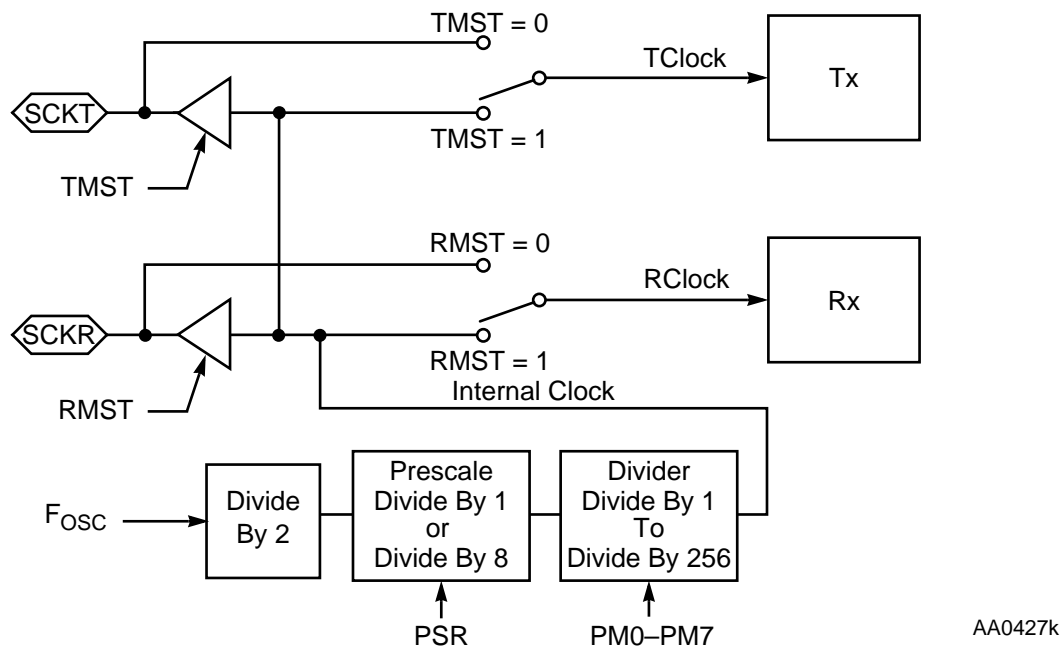 TMST = 0
TClock
Tx
SCKT
TMST = 1
TMST
RMST = 0
RClock
Rx
SCKR
RMST = 1
RMST
Internal Clock
FOSC
Divide
By 2
Prescale
Divide By 1
or
Divide By 8
Divider
Divide By 1
To
Divide By 256
PSR
PM0–PM7
AA0427k